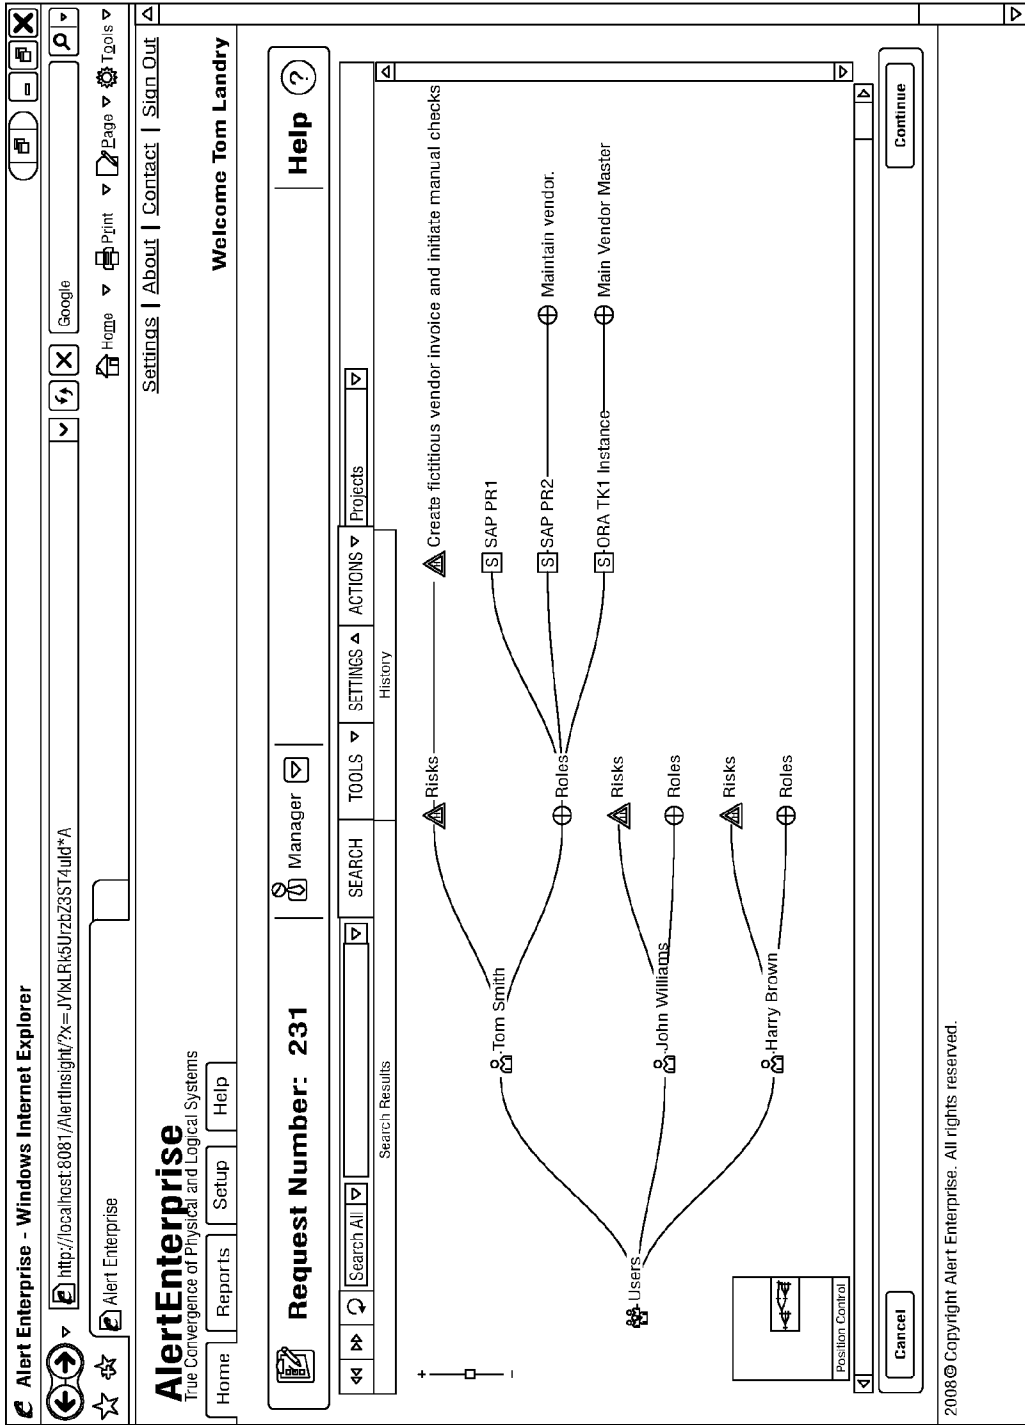 Alert Enterprise - Windows Internet Explorer
http://localhost:8081/AlertInsight/?x=JYlxLRk5UrzbZ3ST4uld*A
Google
Alert Enterprise
Home Print Page Tools
Settings | About | Contact | Sign Out
AlertEnterprise
True Convergence of Physical and Logical Systems
Welcome Tom Landry
Home Reports Setup Help
Request Number: 231
Manager
Help ?
Search All
SEARCH TOOLS SETTINGS ACTIONS Projects
Search Results
History
+
-
Risks
Create fictitious vendor invoice and initiate manual checks
S SAP PR1
Tom Smith
S SAP PR2
Maintain vendor.
Roles
S ORA TK1 Instance
Main Vendor Master
Risks
Users
John Williams
Roles
Risks
Harry Brown
Roles
Position Control
Cancel
Continue
2008© Copyright Alert Enterprise. All rights reserved.